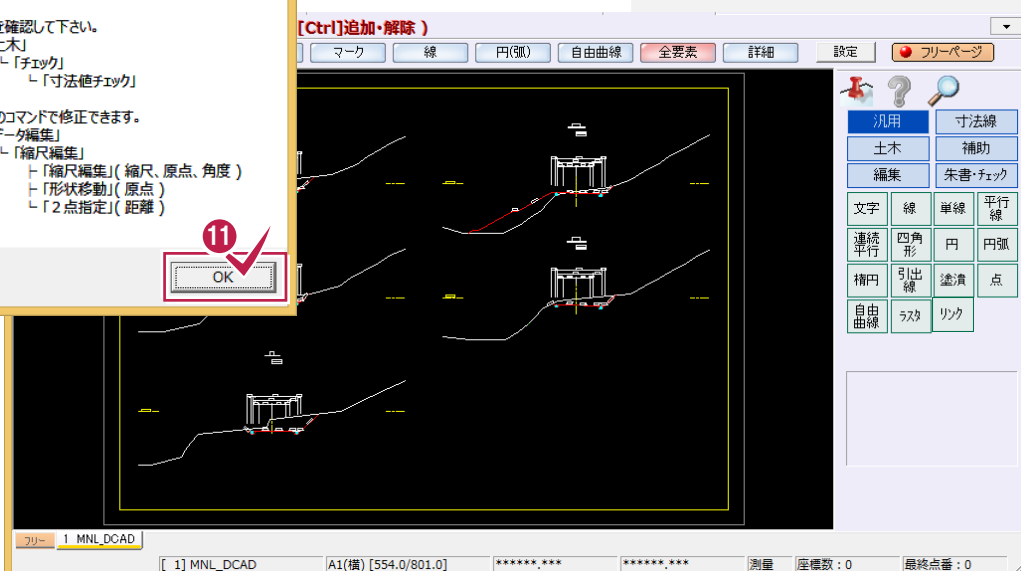 を確認して下さい。
土木」
└「チェック」
└「寸法値チェック」
のコマンドで修正できます。
データ編集」
└「縮尺編集」
├「縮尺編集」( 縮尺、原点、角度 )
├「形状移動」( 原点 )
└「２点指定」( 距離 )
11
OK
[Ctrl]追加・解除 )
マーク
線
円(弧)
自由曲線
全要素
詳細
設定
フリーページ
汎用
寸法線
土木
補助
編集
朱書・チェック
文字
線
単線
平行
線
連続
平行
四角
形
円
円弧
楕円
引出
線
塗潰
点
自由
曲線
ラスタ
リンク
フリー
1 MNL_DCAD
[ 1] MNL_DCAD
A1(横) [554.0/801.0]
******.***
******.***
測量
座標数：0
最終点番：0